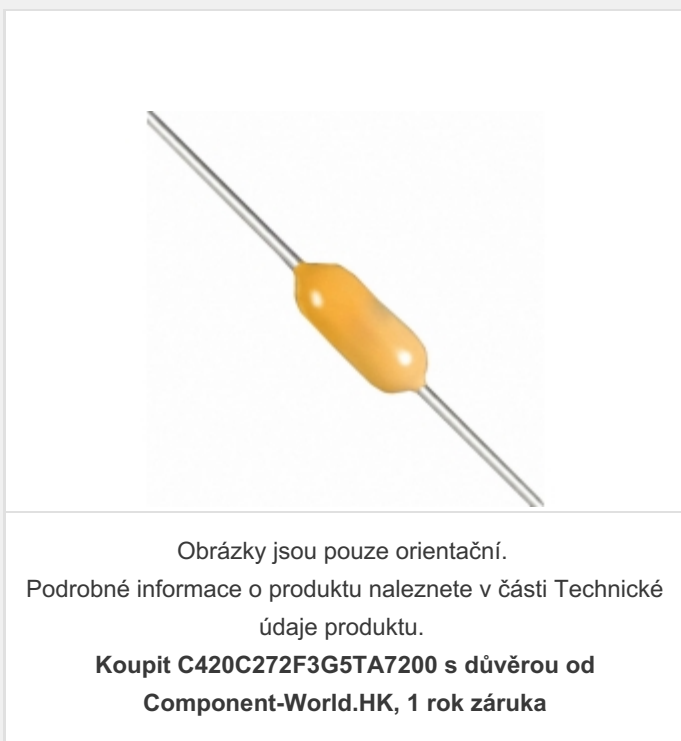 Obrázky jsou pouze orientační.
Podrobné informace o produktu naleznete v části Technické
údaje produktu.
Koupit C420C272F3G5TA7200 s důvěrou od
Component-World.HK, 1 rok záruka